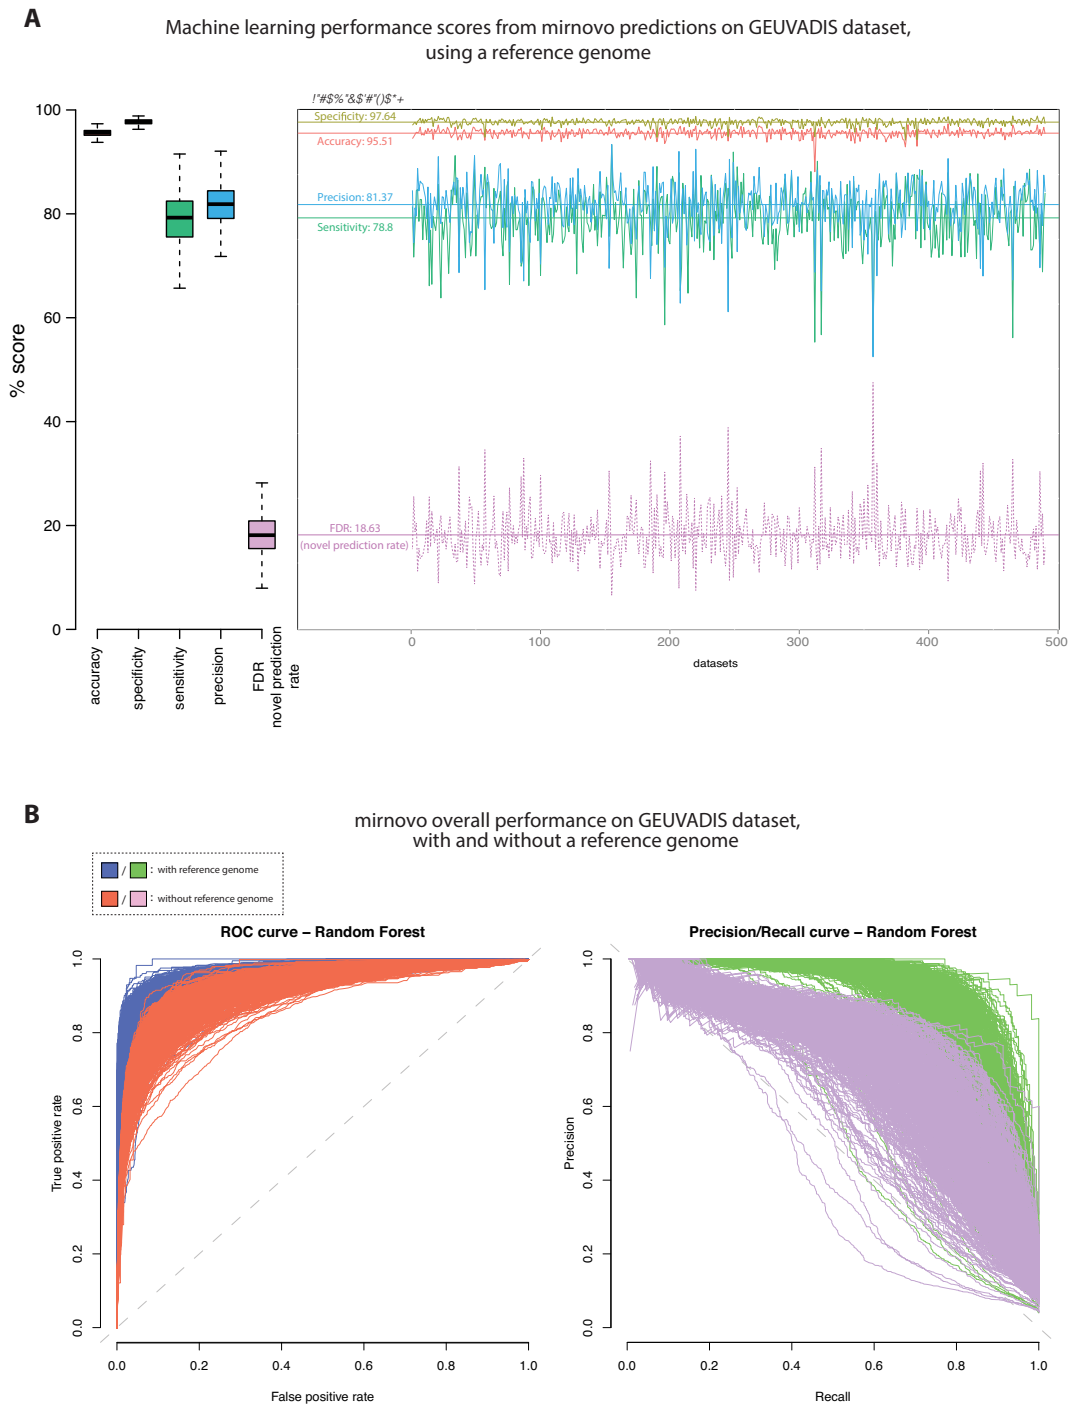 A
Machine learning performance scores from mirnovo predictions on GEUVADIS dataset,
using a reference genome
!"#$%"&$'#"()$"+
% score
100
80
60
40
20
0
accuracy
specificity
sensitivity
precision
FDR
novel prediction
rate
Specificity: 97.64
Accuracy: 95.51
Precision: 81.37
Sensitivity: 78.8
FDR: 18.63
(novel prediction rate)
0 100 200 300 400 500
datasets
B
mirnovo overall performance on GEUVADIS dataset,
with and without a reference genome
/ : with reference genome
/ : without reference genome
ROC curve – Random Forest
True positive rate
1.0
0.8
0.6
0.4
0.2
0.0
0.0 0.2 0.4 0.6 0.8 1.0
False positive rate
Precision/Recall curve – Random Forest
Precision
1.0
0.8
0.6
0.4
0.2
0.0
0.0 0.2 0.4 0.6 0.8 1.0
Recall